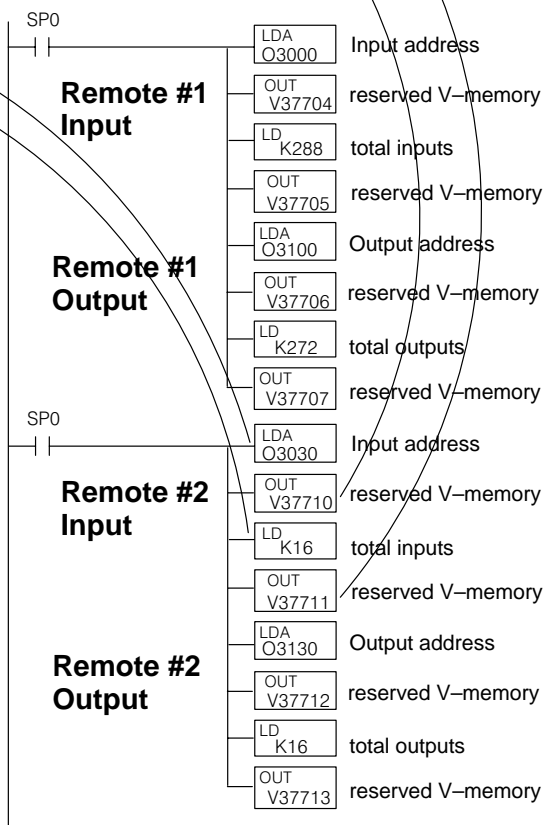 SP0
LDA
O3000 Input address
OUT
V37704 reserved V–memory
Remote #1
Input
LD
K288 total inputs
OUT
V37705 reserved V–memory
LDA
O3100 Output address
Remote #1
Output
OUT
V37706 reserved V–memory
LD
K272 total outputs
OUT
V37707 reserved V–memory
SP0
LDA
O3030 Input address
Remote #2
Input
OUT
V37710 reserved V–memory
LD
K16 total inputs
OUT
V37711 reserved V–memory
LDA
O3130 Output address
Remote #2
Output
OUT
V37712 reserved V–memory
LD
K16 total outputs
OUT
V37713 reserved V–memory